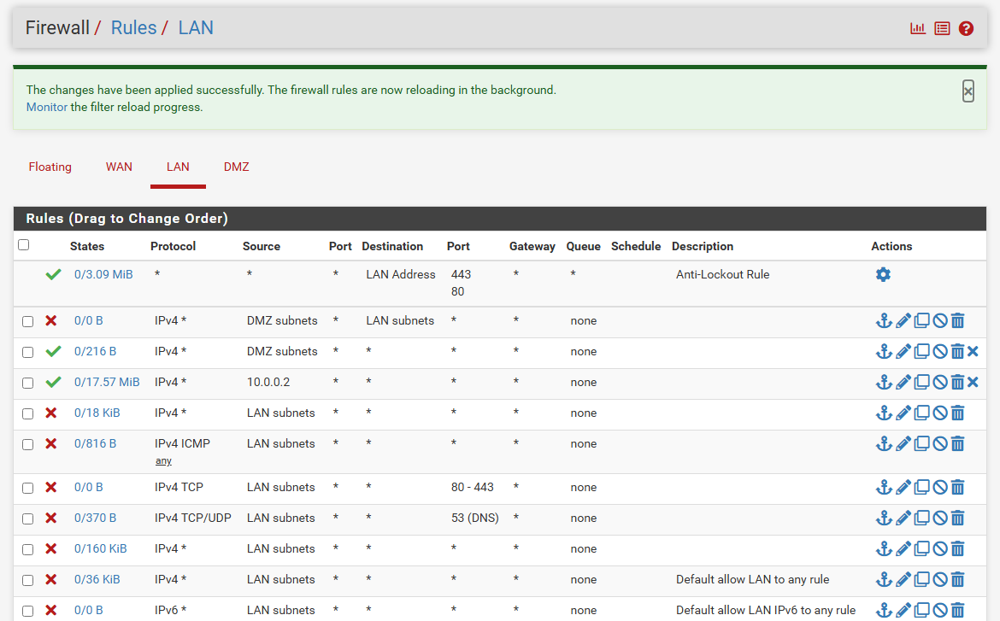 Firewall / Rules / LAN
The changes have been applied successfully. The firewall rules are now reloading in the background.
Monitor the filter reload progress.
Floating WAN LAN DMZ
Rules (Drag to Change Order)
States Protocol Source Port Destination Port Gateway Queue Schedule Description Actions
0/3.09 MiB * * * LAN Address 443 * * Anti-Lockout Rule
80
0/0 B IPv4 * DMZ subnets * LAN subnets * * none
0/216 B IPv4 * DMZ subnets * * * * none
0/17.57 MiB IPv4 * 10.0.0.2 * * * * none
0/18 KiB IPv4 * LAN subnets * * * * none
0/816 B IPv4 ICMP LAN subnets * * * * none
any
0/0 B IPv4 TCP LAN subnets * * 80 - 443 * none
0/370 B IPv4 TCP/UDP LAN subnets * * 53 (DNS) * none
0/160 KiB IPv4 * LAN subnets * * * * none
0/36 KiB IPv4 * LAN subnets * * * * none Default allow LAN to any rule
0/0 B IPv6 * LAN subnets * * * * none Default allow LAN IPv6 to any rule